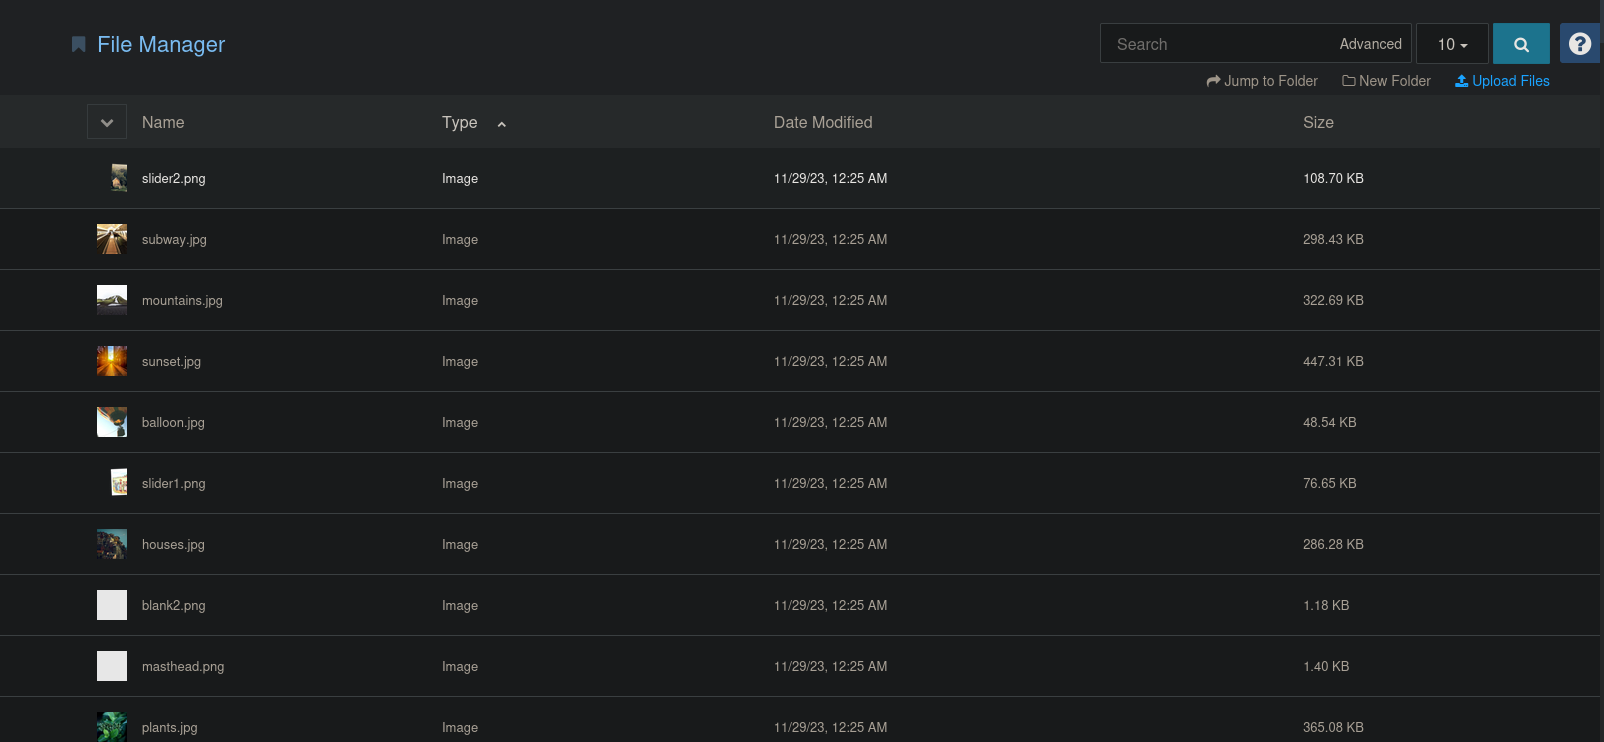 File Manager
Search Advanced 10
Jump to Folder New Folder Upload Files
Name Type Date Modified Size
slider2.png Image 11/29/23, 12:25 AM 108.70 KB
subway.jpg Image 11/29/23, 12:25 AM 298.43 KB
mountains.jpg Image 11/29/23, 12:25 AM 322.69 KB
sunset.jpg Image 11/29/23, 12:25 AM 447.31 KB
balloon.jpg Image 11/29/23, 12:25 AM 48.54 KB
slider1.png Image 11/29/23, 12:25 AM 76.65 KB
houses.jpg Image 11/29/23, 12:25 AM 286.28 KB
blank2.png Image 11/29/23, 12:25 AM 1.18 KB
masthead.png Image 11/29/23, 12:25 AM 1.40 KB
plants.jpg Image 11/29/23, 12:25 AM 365.08 KB